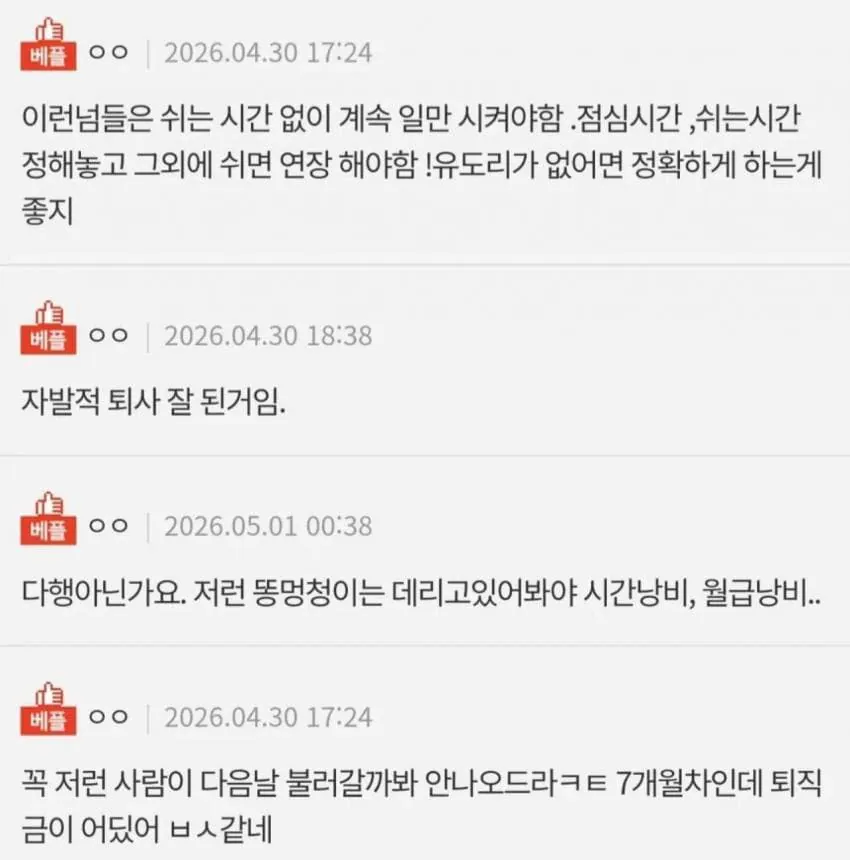 베플 ㅇㅇ | 2026.04.30 17:24
이런넘들은 쉬는 시간 없이 계속 일만 시켜야함 .점심시간 ,쉬는시간
정해놓고 그외에 쉬면 연장 해야함 !유도리가 없어면 정확하게 하는게
좋지
베플 ㅇㅇ | 2026.04.30 18:38
자발적 퇴사 잘 된거임.
베플 ㅇㅇ | 2026.05.01 00:38
다행아닌가요. 저런 똥멍청이는 데리고있어봐야 시간낭비, 월급낭비..
베플 ㅇㅇ | 2026.04.30 17:24
꼭 저런 사람이 다음날 불러갈까봐 안나오드라ㅋㅌ 7개월차인데 퇴직
금이 어딨어 ㅂㅅ같네